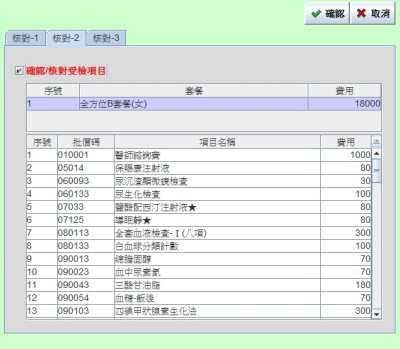 確認 取消
核對-1 核對-2 核對-3
確認/核對受檢項目
序號 套餐 費用
1 全方位B套餐(女) 18000
序號 批價碼 項目名稱 費用
1 010001 醫師諮詢費 1000
2 05014 保賜康注射液 80
3 060093 尿沉渣顯微鏡檢查 30
4 060133 尿生化檢查 100
5 07033 鹽酸配西汀注射液★ 80
6 07125 導眠靜★ 80
7 080113 全套血液檢查-Ⅰ(八項) 300
8 080133 白血球分類計數 100
9 090013 總膽固醇 70
10 090023 血中尿素氮 70
11 090043 三酸甘油脂 180
12 090054 血糖-飯後 70
13 090103 四碘甲狀腺素生化法 300